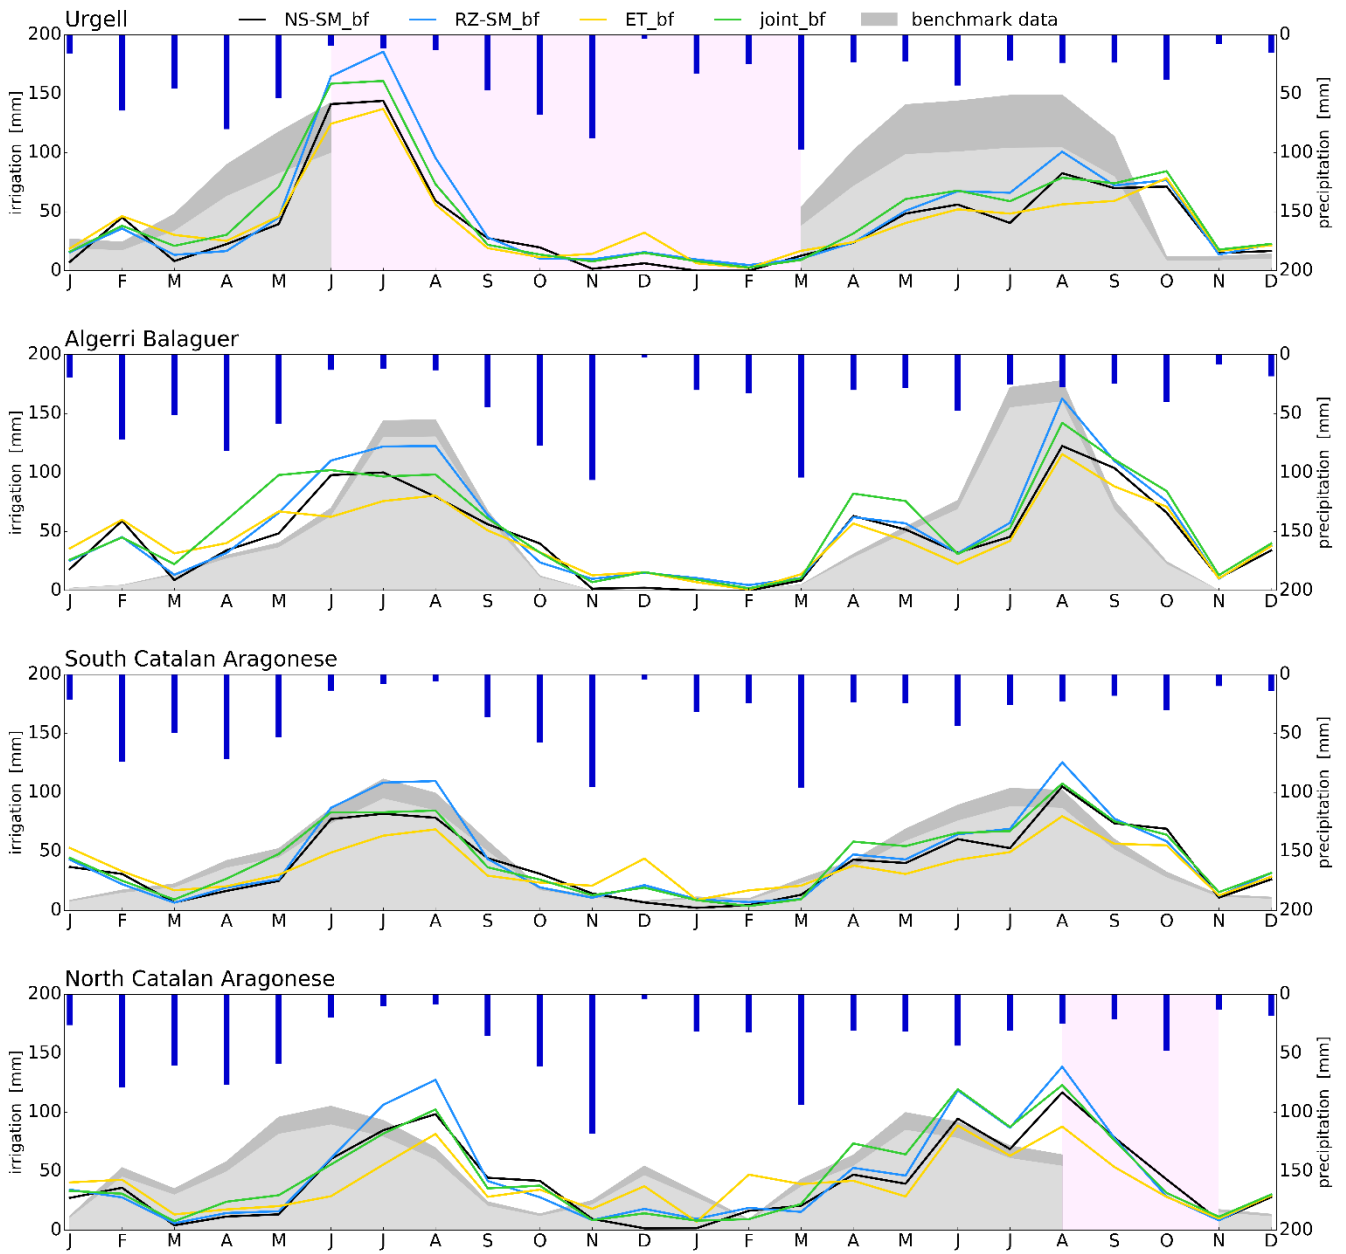 Urgell
NS-SM_bf RZ-SM_bf ET_bf joint_bf benchmark data
200 150 100 50 0
irrigation [mm]
0 50 100 150 200
precipitation [mm]
J F M A M J J A S O N D J F M A M J J A S O N D
Algerri Balaguer
200 150 100 50 0
irrigation [mm]
0 50 100 150 200
precipitation [mm]
J F M A M J J A S O N D J F M A M J J A S O N D
South Catalan Aragonese
200 150 100 50 0
irrigation [mm]
0 50 100 150 200
precipitation [mm]
J F M A M J J A S O N D J F M A M J J A S O N D
North Catalan Aragonese
200 150 100 50 0
irrigation [mm]
0 50 100 150 200
precipitation [mm]
J F M A M J J A S O N D J F M A M J J A S O N D